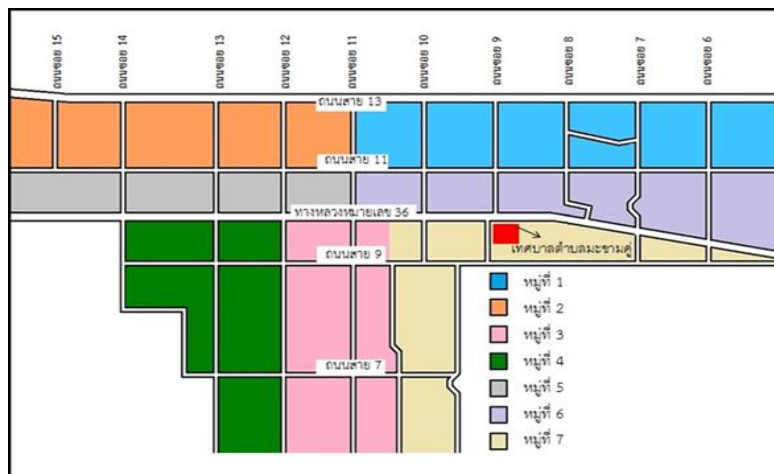 ถนนซอย 15
ถนนซอย 14
ถนนซอย 13
ถนนซอย 12
ถนนซอย 11
ถนนซอย 10
ถนนซอย 9
ถนนซอย 8
ถนนซอย 7
ถนนซอย 6
ถนนสาย 13
ถนนสาย 11
ทางหลวงหมายเลข 36
เทศบาลตำบลมะขามคู่
ถนนสาย 9
หมู่ที่ 1
หมู่ที่ 2
หมู่ที่ 3
หมู่ที่ 4
หมู่ที่ 5
หมู่ที่ 6
หมู่ที่ 7
ถนนสาย 7